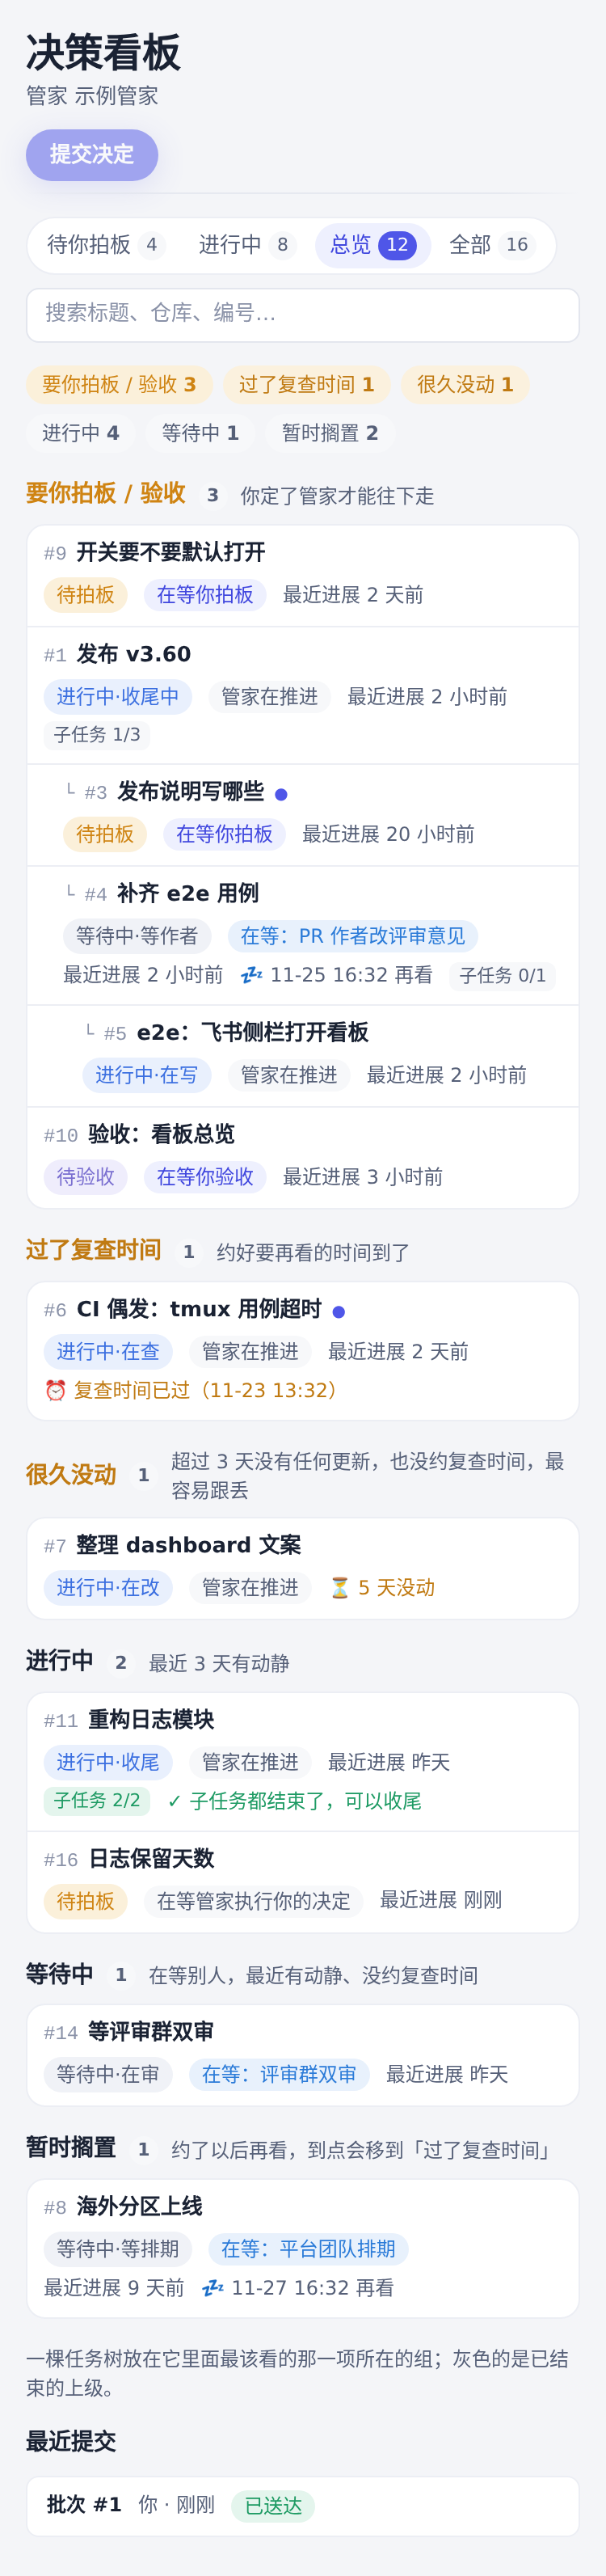 决策看板
管家 示例管家
提交决定
待你拍板 4 进行中 8 总览 12 全部 16
搜索标题、仓库、编号…
要你拍板 / 验收 3 过了复查时间 1 很久没动 1
进行中 4 等待中 1 暂时搁置 2
要你拍板 / 验收 3 你定了管家才能往下走
#9 开关要不要默认打开
待拍板 在等你拍板 最近进展 2 天前
#1 发布 v3.60
进行中·收尾中 管家在推进 最近进展 2 小时前
子任务 1/3
└ #3 发布说明写哪些 ●
待拍板 在等你拍板 最近进展 20 小时前
└ #4 补齐 e2e 用例
等待中·等作者 在等：PR 作者改评审意见
最近进展 2 小时前 💤 11-25 16:32 再看 子任务 0/1
└ #5 e2e：飞书侧栏打开看板
进行中·在写 管家在推进 最近进展 2 小时前
#10 验收：看板总览
待验收 在等你验收 最近进展 3 小时前
过了复查时间 1 约好要再看的时间到了
#6 CI 偶发：tmux 用例超时 ●
进行中·在查 管家在推进 最近进展 2 天前
⏰ 复查时间已过（11-23 13:32）
很久没动 1 超过 3 天没有任何更新，也没约复查时间，最
容易跟丢
#7 整理 dashboard 文案
进行中·在改 管家在推进 ⏳ 5 天没动
进行中 2 最近 3 天有动静
#11 重构日志模块
进行中·收尾 管家在推进 最近进展 昨天
子任务 2/2 ✓ 子任务都结束了，可以收尾
#16 日志保留天数
待拍板 在等管家执行你的决定 最近进展 刚刚
等待中 1 在等别人，最近有动静、没约复查时间
#14 等评审群双审
等待中·在审 在等：评审群双审 最近进展 昨天
暂时搁置 1 约了以后再看，到点会移到「过了复查时间」
#8 海外分区上线
等待中·等排期 在等：平台团队排期
最近进展 9 天前 💤 11-27 16:32 再看
一棵任务树放在它里面最该看的那一项所在的组；灰色的是已结
束的上级。
最近提交
批次 #1 你 · 刚刚 已送达